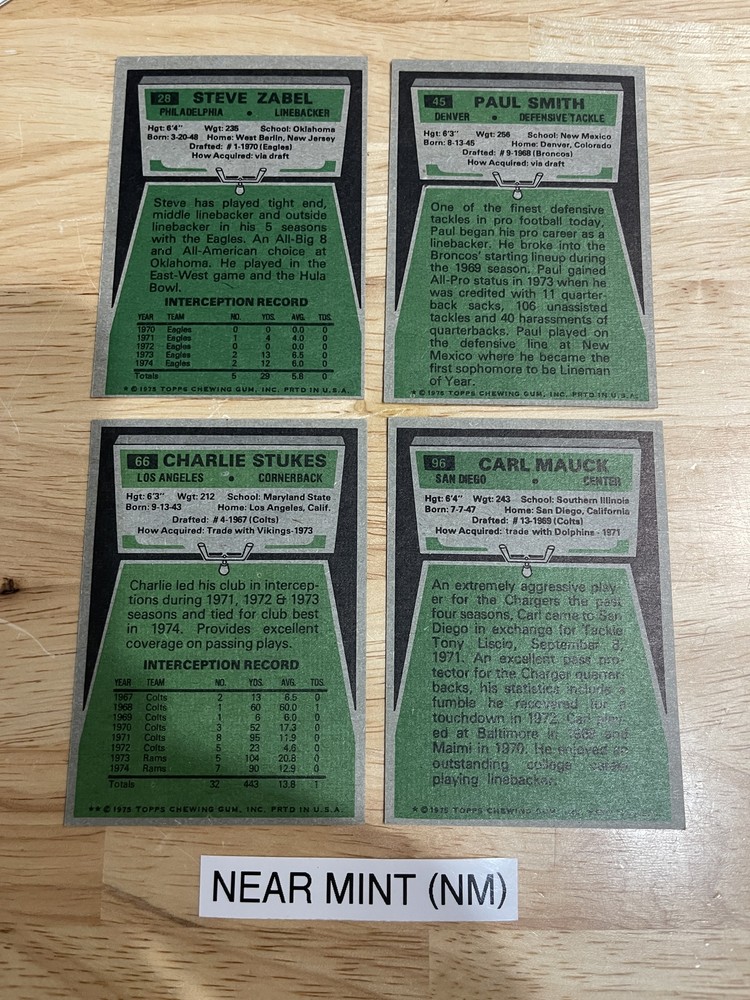 28 STEVE ZABEL
PHILADELPHIA • LINEBACKER
Hgt: 6'4" Wgt: 235 School: Oklahoma
Born: 3-20-48 Home: West Berlin, New Jersey
Drafted: #1-1970 (Eagles)
How Acquired: via draft
Steve has played tight end,
middle linebacker and outside
linebacker in his 5 seasons
with the Eagles. An All-Big 8
and All-American choice at
Oklahoma. He played in the
East-West game and the Hula
Bowl.
INTERCEPTION RECORD
YEAR TEAM NO. YDS. AVG. TDS.
1970 Eagles 0 0 0.0 0
1971 Eagles 1 4 4.0 0
1972 Eagles 0 0 0.0 0
1973 Eagles 2 13 6.5 0
1974 Eagles 2 12 6.0 0
Totals 5 29 5.8 0
* © 1975 TOPPS CHEWING GUM, INC. PRTD IN U.S.A.
45 PAUL SMITH
DENVER • DEFENSIVE TACKLE
Hgt: 6'3" Wgt: 256 School: New Mexico
Born: 8-13-45 Home: Denver, Colorado
Drafted: #9-1968 (Broncos)
How Acquired: via draft
One of the finest defensive
tackles in pro football today,
Paul began his pro career as a
linebacker. He broke into the
Broncos' starting lineup during
the 1969 season. Paul gained
All-Pro status in 1973 when he
was credited with 11 quarter-
back sacks, 106 unassisted
tackles and 40 harassments of
quarterbacks. Paul played on
the defensive line at New
Mexico where he became the
first sophomore to be Lineman
of Year.
* © 1975 TOPPS CHEWING GUM, INC. PRTD IN U.S.A.
66 CHARLIE STUKES
LOS ANGELES • CORNERBACK
Hgt: 6'3" Wgt: 212 School: Maryland State
Born: 9-13-43 Home: Los Angeles, Calif.
Drafted: #4-1967 (Colts)
How Acquired: Trade with Vikings-1973
Charlie led his club in intercep-
tions during 1971, 1972 & 1973
seasons and tied for club best
in 1974. Provides excellent
coverage on passing plays.
INTERCEPTION RECORD
YEAR TEAM NO. YDS. AVG. TDS.
1967 Colts 2 13 6.5 0
1968 Colts 1 60 60.0 1
1969 Colts 1 6 6.0 0
1970 Colts 3 52 17.3 0
1971 Colts 8 95 11.9 0
1972 Colts 5 23 4.6 0
1973 Rams 5 104 20.8 0
1974 Rams 7 90 12.9 0
Totals 32 443 13.8 1
** © 1975 TOPPS CHEWING GUM, INC. PRTD IN U.S.A.
96 CARL MAUCK
SAN DIEGO • CENTER
Hgt: 6'4" Wgt: 243 School: Southern Illinois
Born: 7-7-47 Home: San Diego, California
Drafted: #13-1969 (Colts)
How Acquired: trade with Dolphins - 1971
An extremely aggressive play-
er for the Chargers the past
four seasons, Carl came to San
Diego in exchange for Tackle
Tony Liscio, September 8,
1971. An excellent pass pro-
tector for the Charger quarter-
backs, his statistics include a
fumble he recovered for a
touchdown in 1972. Carl play-
ed at Baltimore in 1969 and
Maimi in 1970. He enjoyed an
outstanding college
playing linebacker.
* © 1975 TOPPS CHEWING GUM, INC. PRTD IN U.S.A.
NEAR MINT (NM)